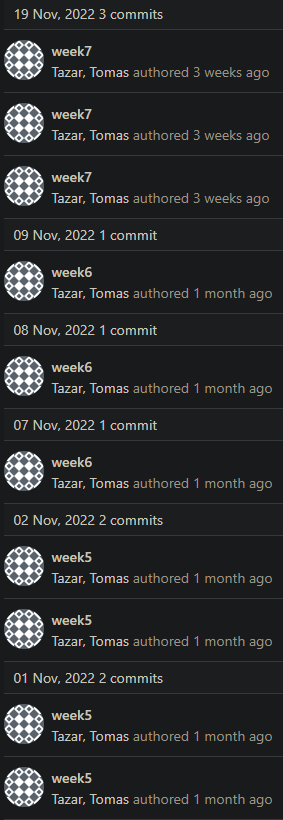 19 Nov, 2022 3 commits
week7
Tazar, Tomas authored 3 weeks ago
week7
Tazar, Tomas authored 3 weeks ago
week7
Tazar, Tomas authored 3 weeks ago
09 Nov, 2022 1 commit
week6
Tazar, Tomas authored 1 month ago
08 Nov, 2022 1 commit
week6
Tazar, Tomas authored 1 month ago
07 Nov, 2022 1 commit
week6
Tazar, Tomas authored 1 month ago
02 Nov, 2022 2 commits
week5
Tazar, Tomas authored 1 month ago
week5
Tazar, Tomas authored 1 month ago
01 Nov, 2022 2 commits
week5
Tazar, Tomas authored 1 month ago
week5
Tazar, Tomas authored 1 month ago